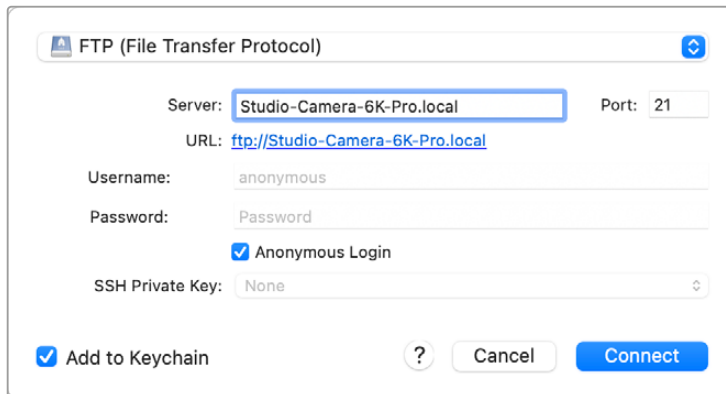 FTP (File Transfer Protocol)
Server: Studio-Camera-6K-Pro.local Port: 21
URL: ftp://Studio-Camera-6K-Pro.local
Username: anonymous
Password: Password
Anonymous Login
SSH Private Key: None
Add to Keychain ? Cancel Connect